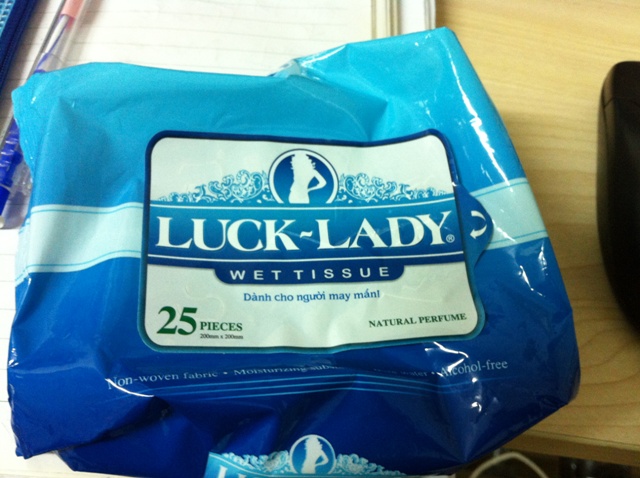 LUCK~LADY®
WET TISSUE
Dành cho người may mắn!
25 PIECES
200mm x 200mm
NATURAL PERFUME
Non-woven fabric • Moisturizing Alcohol-free